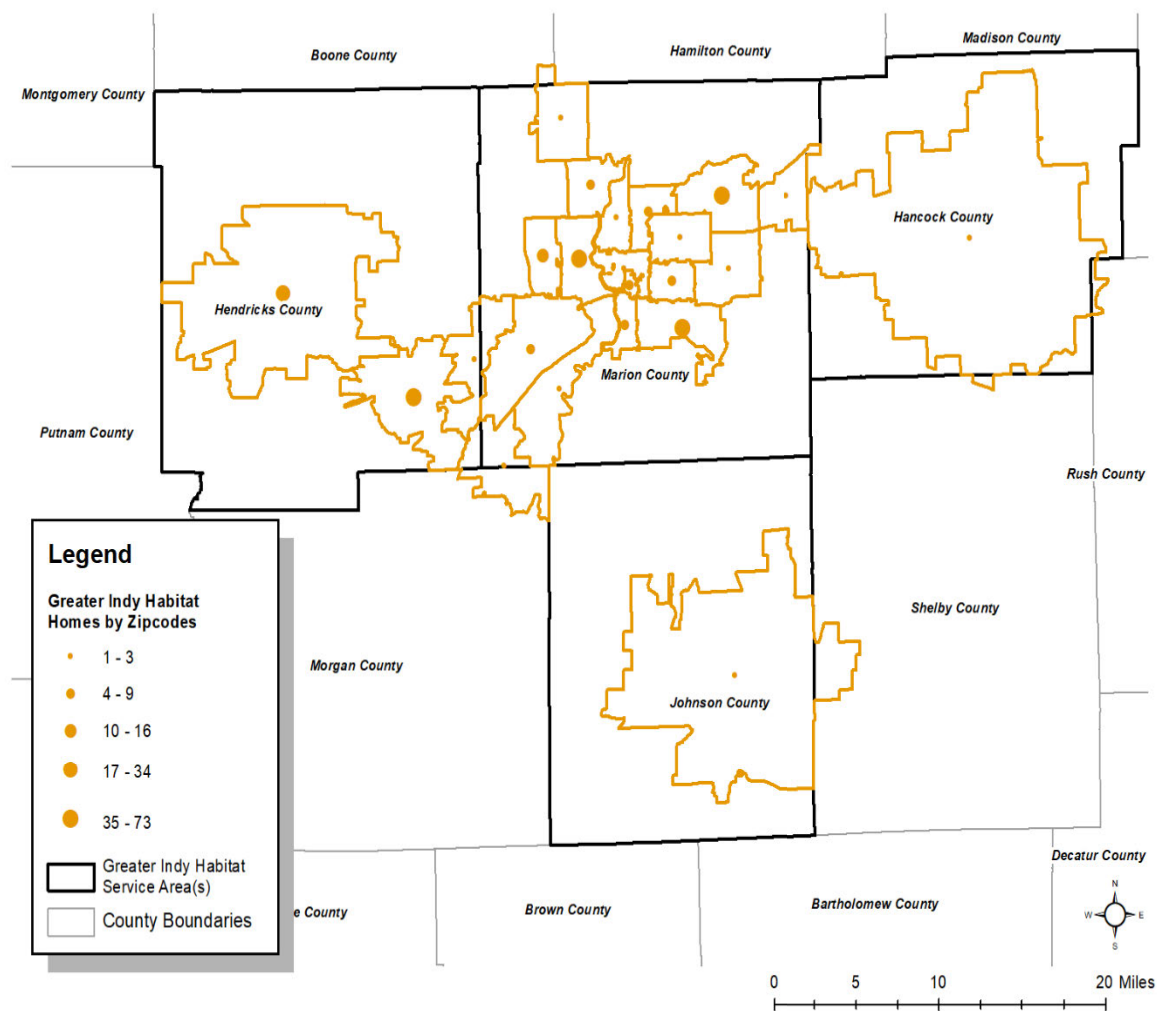 Madison County
Boone County
Hamilton County
Montgomery County
Hancock County
Hendricks County
Marion County
Putnam County
Rush County
Legend
Greater Indy Habitat
Homes by Zipcodes
1 - 3
4 - 9
10 - 16
17 - 34
35 - 73
Greater Indy Habitat
Service Area(s)
County Boundaries
Shelby County
Morgan County
Johnson County
Decatur County
e County
Brown County
Bartholomew County
N
W E
S
0 5 10 20 Miles